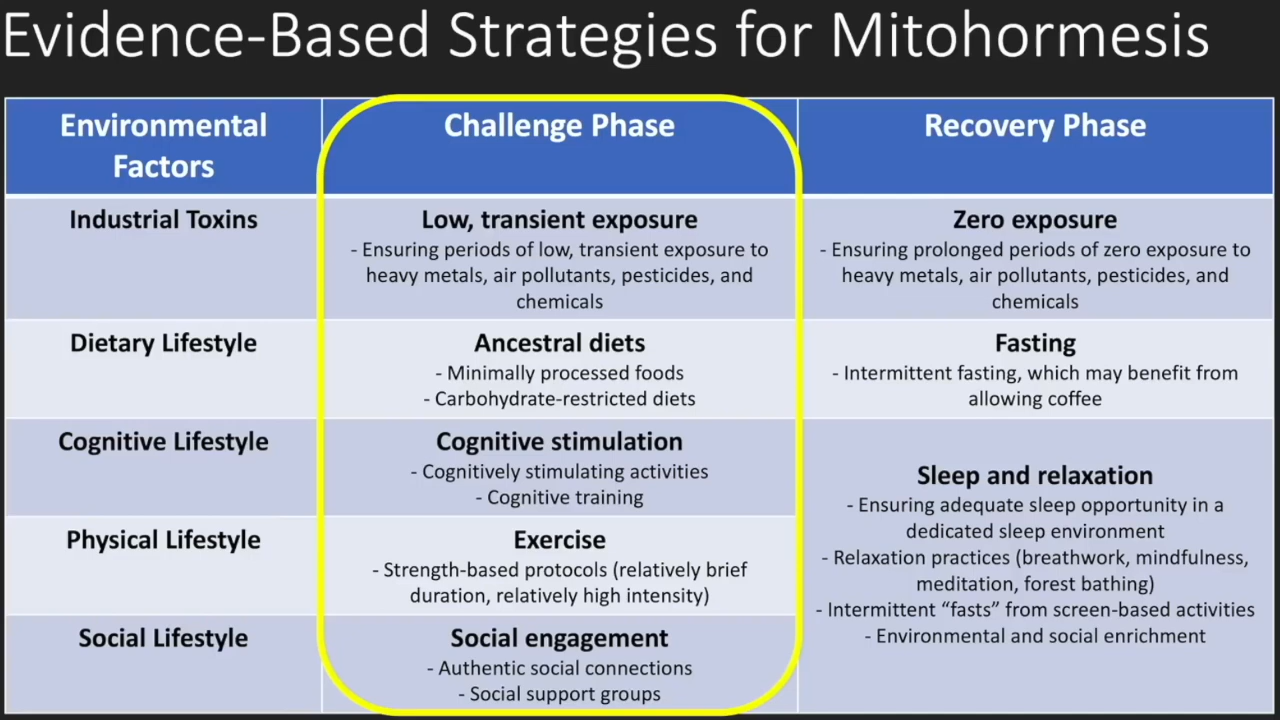 Evidence-Based Strategies for Mitohormesis
Environmental
Factors
Challenge Phase
Recovery Phase
Industrial Toxins
Low, transient exposure
- Ensuring periods of low, transient exposure to
heavy metals, air pollutants, pesticides, and
chemicals
Zero exposure
- Ensuring prolonged periods of zero exposure to
heavy metals, air pollutants, pesticides, and
chemicals
Dietary Lifestyle
Ancestral diets
- Minimally processed foods
- Carbohydrate-restricted diets
Fasting
- Intermittent fasting, which may benefit from
allowing coffee
Cognitive Lifestyle
Cognitive stimulation
- Cognitively stimulating activities
- Cognitive training
Sleep and relaxation
- Ensuring adequate sleep opportunity in a
dedicated sleep environment
- Relaxation practices (breathwork, mindfulness,
meditation, forest bathing)
- Intermittent “fasts” from screen-based activities
- Environmental and social enrichment
Physical Lifestyle
Exercise
- Strength-based protocols (relatively brief
duration, relatively high intensity)
Social Lifestyle
Social engagement
- Authentic social connections
- Social support groups